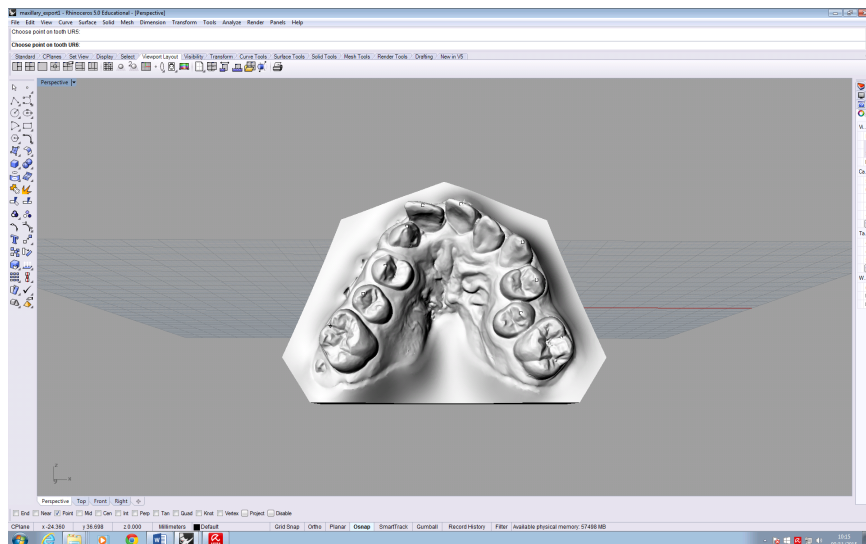 maxillary_export1 - Rhinoceros 5.0 Educational - [Perspective]
File Edit View Curve Surface Solid Mesh Dimension Transform Tools Analyze Render Panels Help
Choose point on tooth UR5:
Choose point on tooth UR6:
Standard CPlanes Set View Display Select Viewport Layout Visibility Transform Curve Tools Surface Tools Solid Tools Mesh Tools Render Tools Drafting New in V5
Perspective
Vi...
Ca...
Ta...
W...
Perspective Top Front Right
End Near Point Mid Cen Int Perp Tan Quad Knot Vertex Project Disable
CPlane x -24.360 y 36.698 z 0.000 Millimeters Default Grid Snap Ortho Planar Osnap SmartTrack Gumball Record History Filter Available physical memory: 57498 MB
10:15